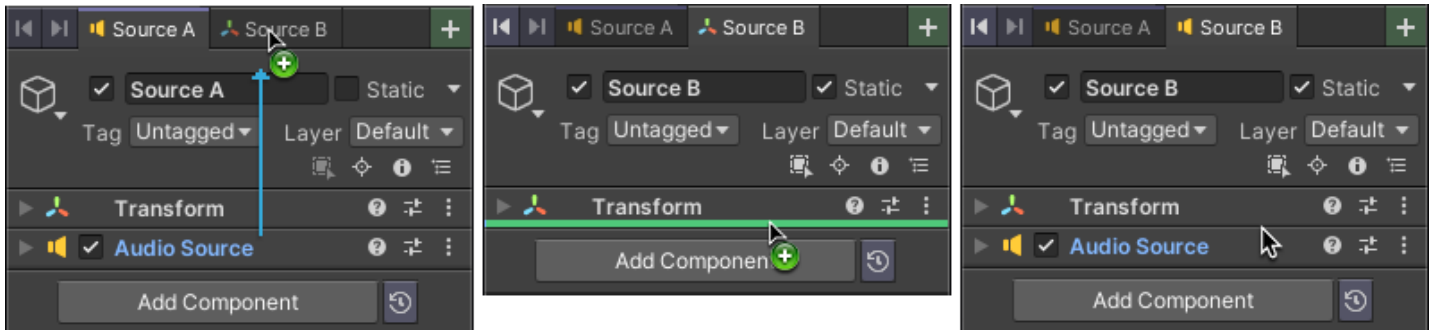 Source A
Source B
Source A
Static
Tag
Untagged
Layer
Default
Transform
Audio Source
Add Component
Source A
Source B
Source B
Static
Tag
Untagged
Layer
Default
Transform
Add Componen
Source A
Source B
Source B
Static
Tag
Untagged
Layer
Default
Transform
Audio Source
Add Component